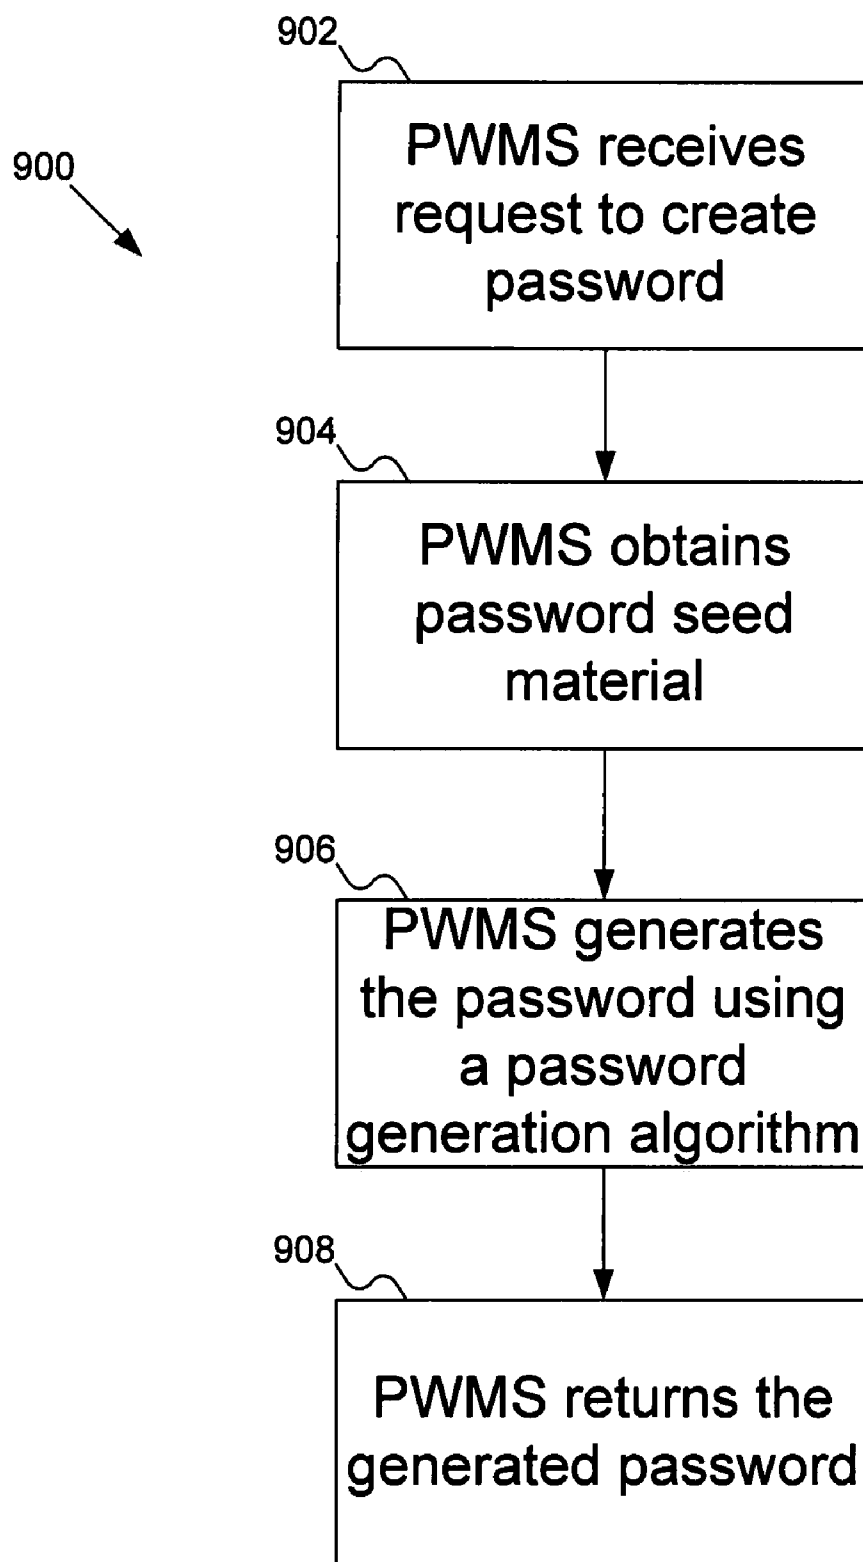 902
PWMS receives
request to create
password
900
904
PWMS obtains
password seed
material
906
PWMS generates
the password using
a password
generation algorithm
908
PWMS returns the
generated password